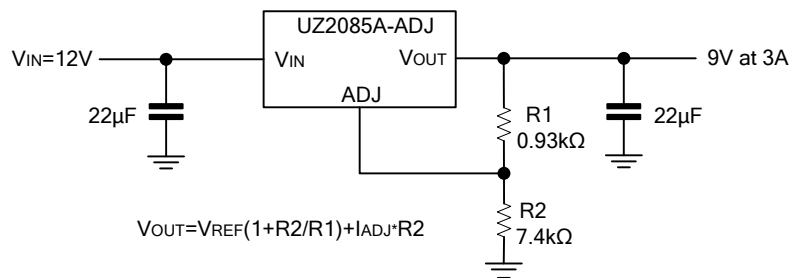 UZ2085A-ADJ
VIN=12V
VIN
VOUT
9V at 3A
ADJ
22µF
R1
0.93kΩ
22µF
R2
7.4kΩ
VOUT=VREF(1+R2/R1)+IADJ*R2